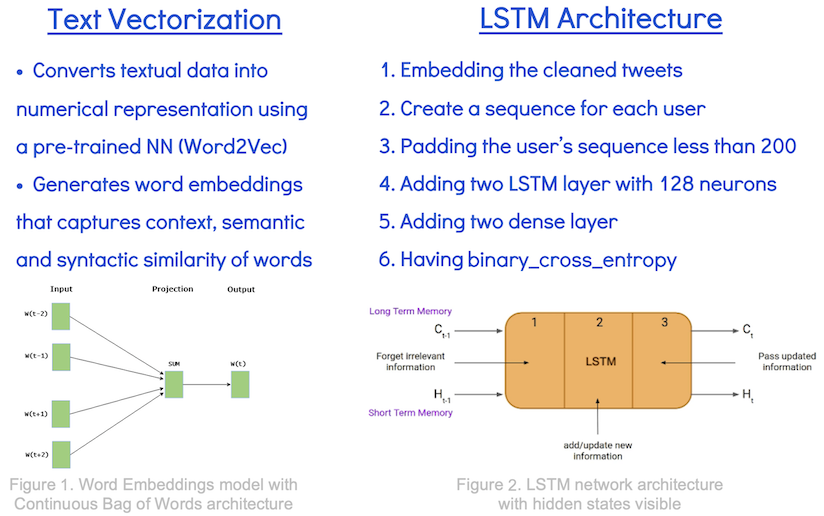 Text Vectorization
• Converts textual data into
numerical representation using
a pre-trained NN (Word2Vec)
• Generates word embeddings
that captures context, semantic
and syntactic similarity of words
Input
Projection
Output
W(t-2)
W(t-1)
SUM
W(t)
W(t+1)
W(t+2)
Figure 1. Word Embeddings model with
Continuous Bag of Words architecture
LSTM Architecture
1. Embedding the cleaned tweets
2. Create a sequence for each user
3. Padding the user's sequence less than 200
4. Adding two LSTM layer with 128 neurons
5. Adding two dense layer
6. Having binary_cross_entropy
Long Term Memory
C t-1
1
2
3
C t
Forget irrelevant
information
LSTM
Pass updated
information
H t-1
H t
Short Term Memory
add/update new
information
Figure 2. LSTM network architecture
with hidden states visible